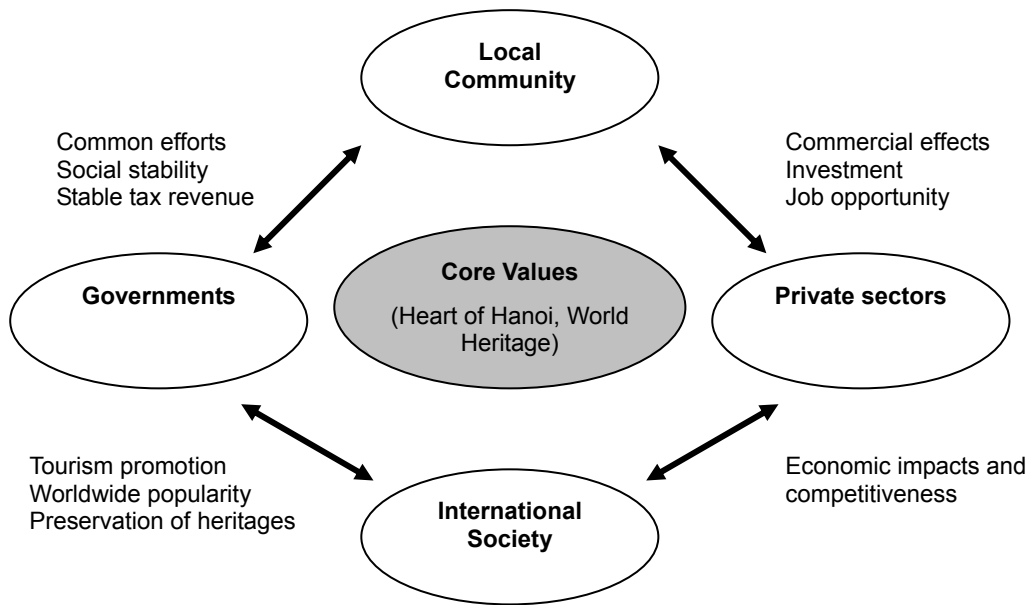 Local
Community
Common efforts
Social stability
Stable tax revenue
Commercial effects
Investment
Job opportunity
Governments
Core Values
(Heart of Hanoi, World
Heritage)
Private sectors
Tourism promotion
Worldwide popularity
Preservation of heritages
International
Society
Economic impacts and
competitiveness